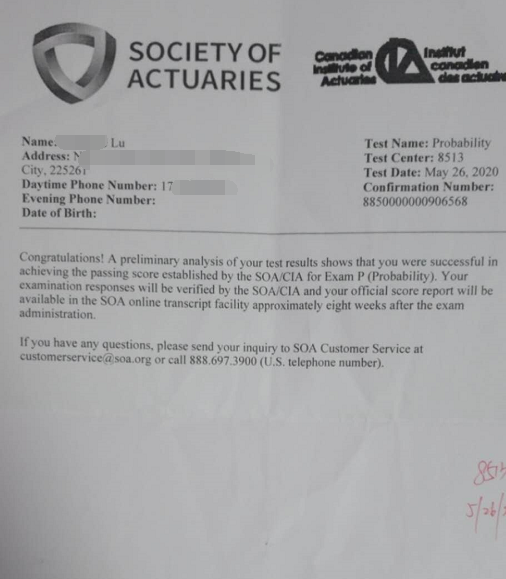 SOCIETY OF
ACTUARIES
Canadian
Institute of
Actuaries
Institut
canadien
des actuaire
Name: Lu
Address: N
City, 225261
Daytime Phone Number: 17
Evening Phone Number:
Date of Birth:
Test Name: Probability
Test Center: 8513
Test Date: May 26, 2020
Confirmation Number:
8850000000906568
Congratulations! A preliminary analysis of your test results shows that you were successful in
achieving the passing score established by the SOA/CIA for Exam P (Probability). Your
examination responses will be verified by the SOA/CIA and your official score report will be
available in the SOA online transcript facility approximately eight weeks after the exam
administration.
If you have any questions, please send your inquiry to SOA Customer Service at
customerservice@soa.org or call 888.697.3900 (U.S. telephone number).
8513
5/26/